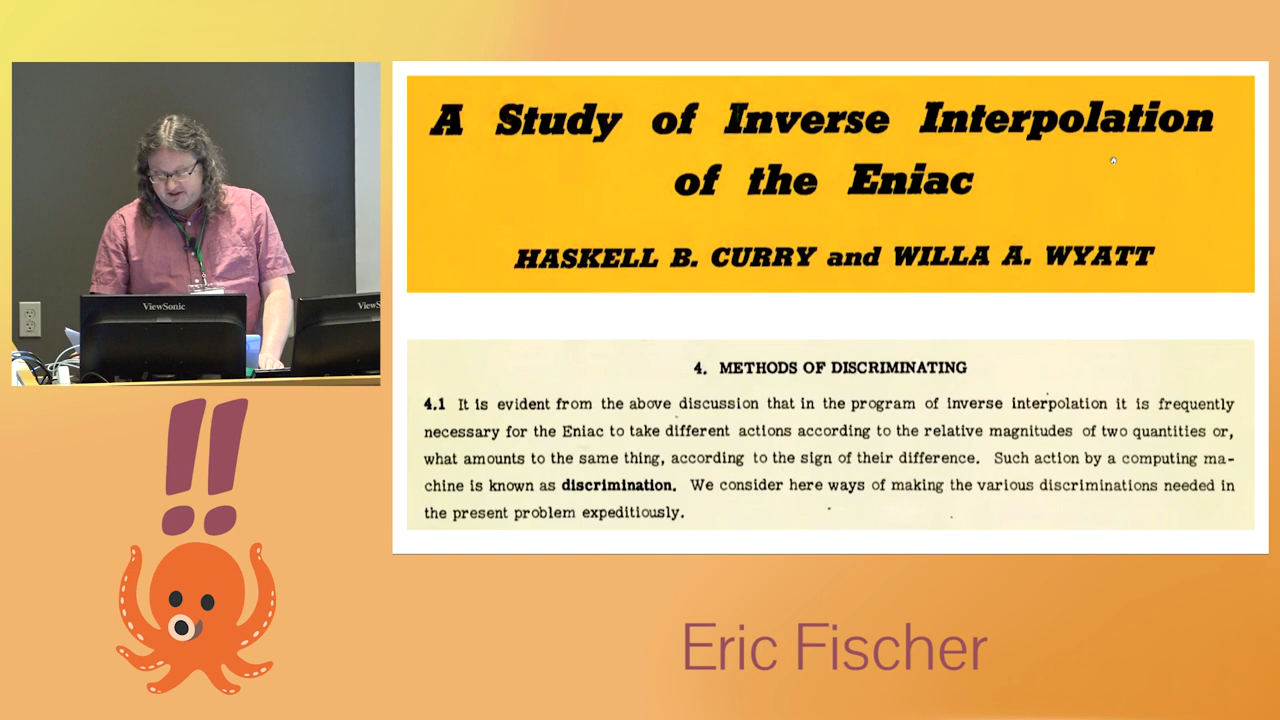 A Study of Inverse Interpolation
of the Eniac
HASKELL B. CURRY and WILLA A. WYATT
ViewSonic
ViewS
4. METHODS OF DISCRIMINATING
4.1 It is evident from the above discussion that in the program of inverse interpolation it is frequently
necessary for the Eniac to take different actions according to the relative magnitudes of two quantities or,
what amounts to the same thing, according to the sign of their difference. Such action by a computing ma-
chine is known as discrimination. We consider here ways of making the various discriminations needed in
the present problem expeditiously.
!!
Eric Fischer